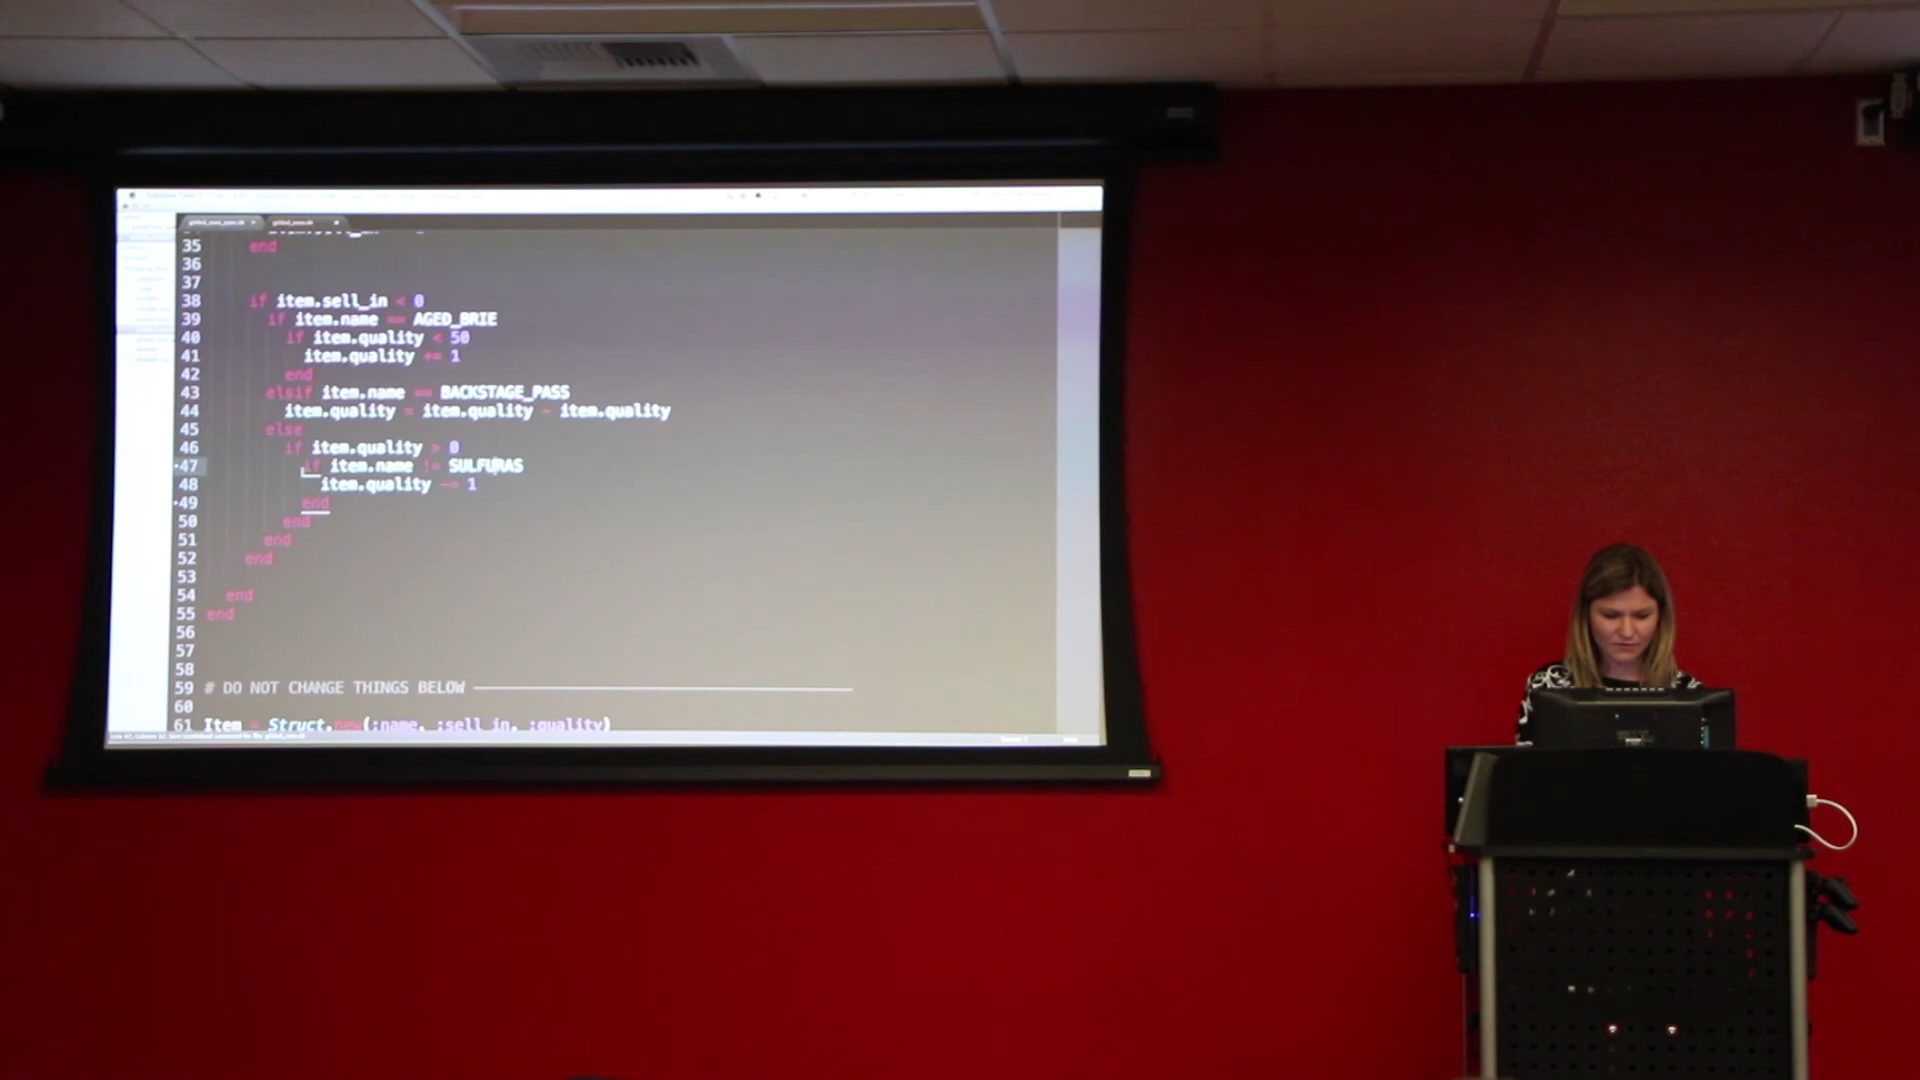 35 end
36
37
38 if item.sell_in < 0
39 if item.name == AGED_BRIE
40 if item.quality < 50
41 item.quality += 1
42 end
43 elsif item.name == BACKSTAGE_PASS
44 item.quality = item.quality - item.quality
45 else
46 if item.quality > 0
47 if item.name != SULFURAS
48 item.quality -= 1
49 end
50 end
51 end
52 end
53
54 end
55 end
56
57
58
59 # DO NOT CHANGE THINGS BELOW
60
61 Item = Struct.new(:name, :sell_in, :quality)